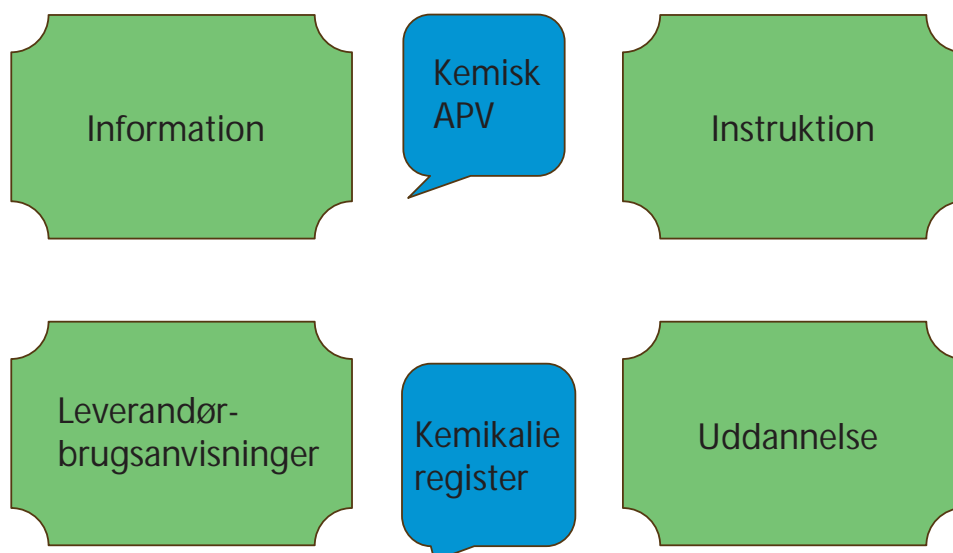 Information
Kemisk
APV
Instruktion
Leverandør-
brugsanvisninger
Kemikalie
register
Uddannelse